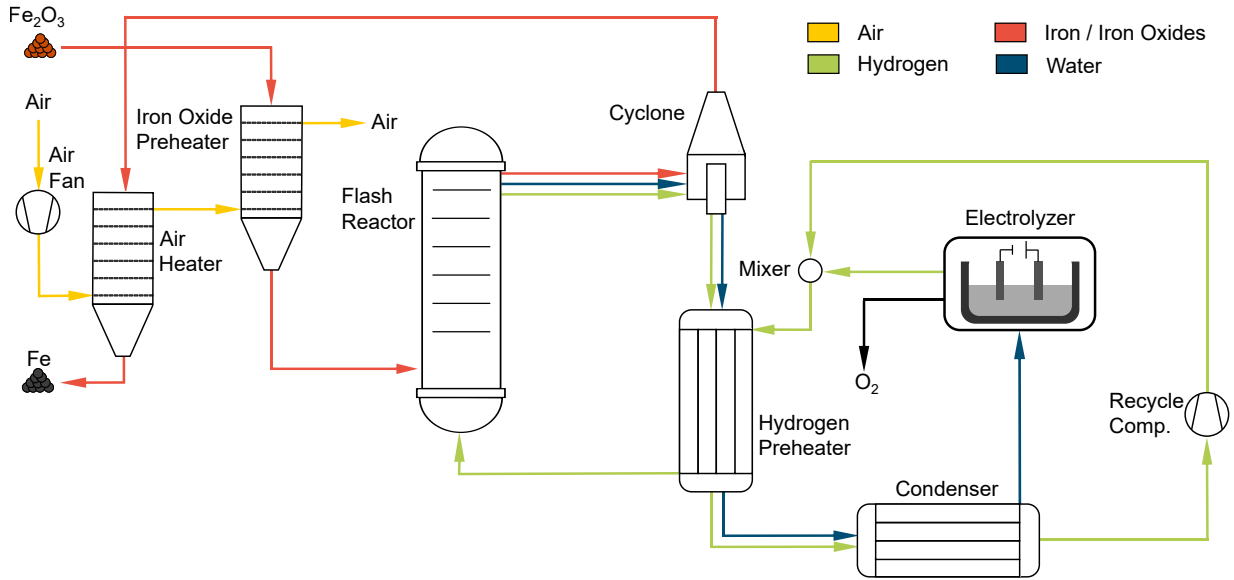 Fe₂O₃
Air
Iron / Iron Oxides
Hydrogen
Water
Air
Iron Oxide
Preheater
Air
Cyclone
Air
Fan
Flash
Reactor
Electrolyzer
Air
Heater
Mixer
Fe
O₂
Recycle
Comp.
Hydrogen
Preheater
Condenser